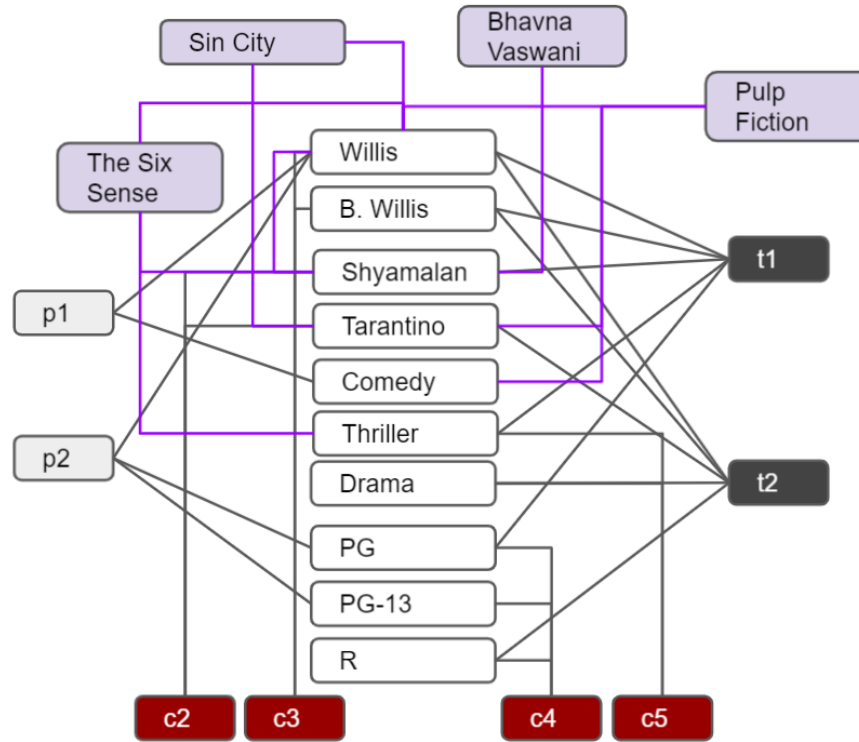 Sin City
Bhavna
Vaswani
Pulp
Fiction
The Six
Sense
Willis
B. Willis
Shyamalan
t1
p1
Tarantino
Comedy
Thriller
p2
Drama
t2
PG
PG-13
R
c2
c3
c4
c5